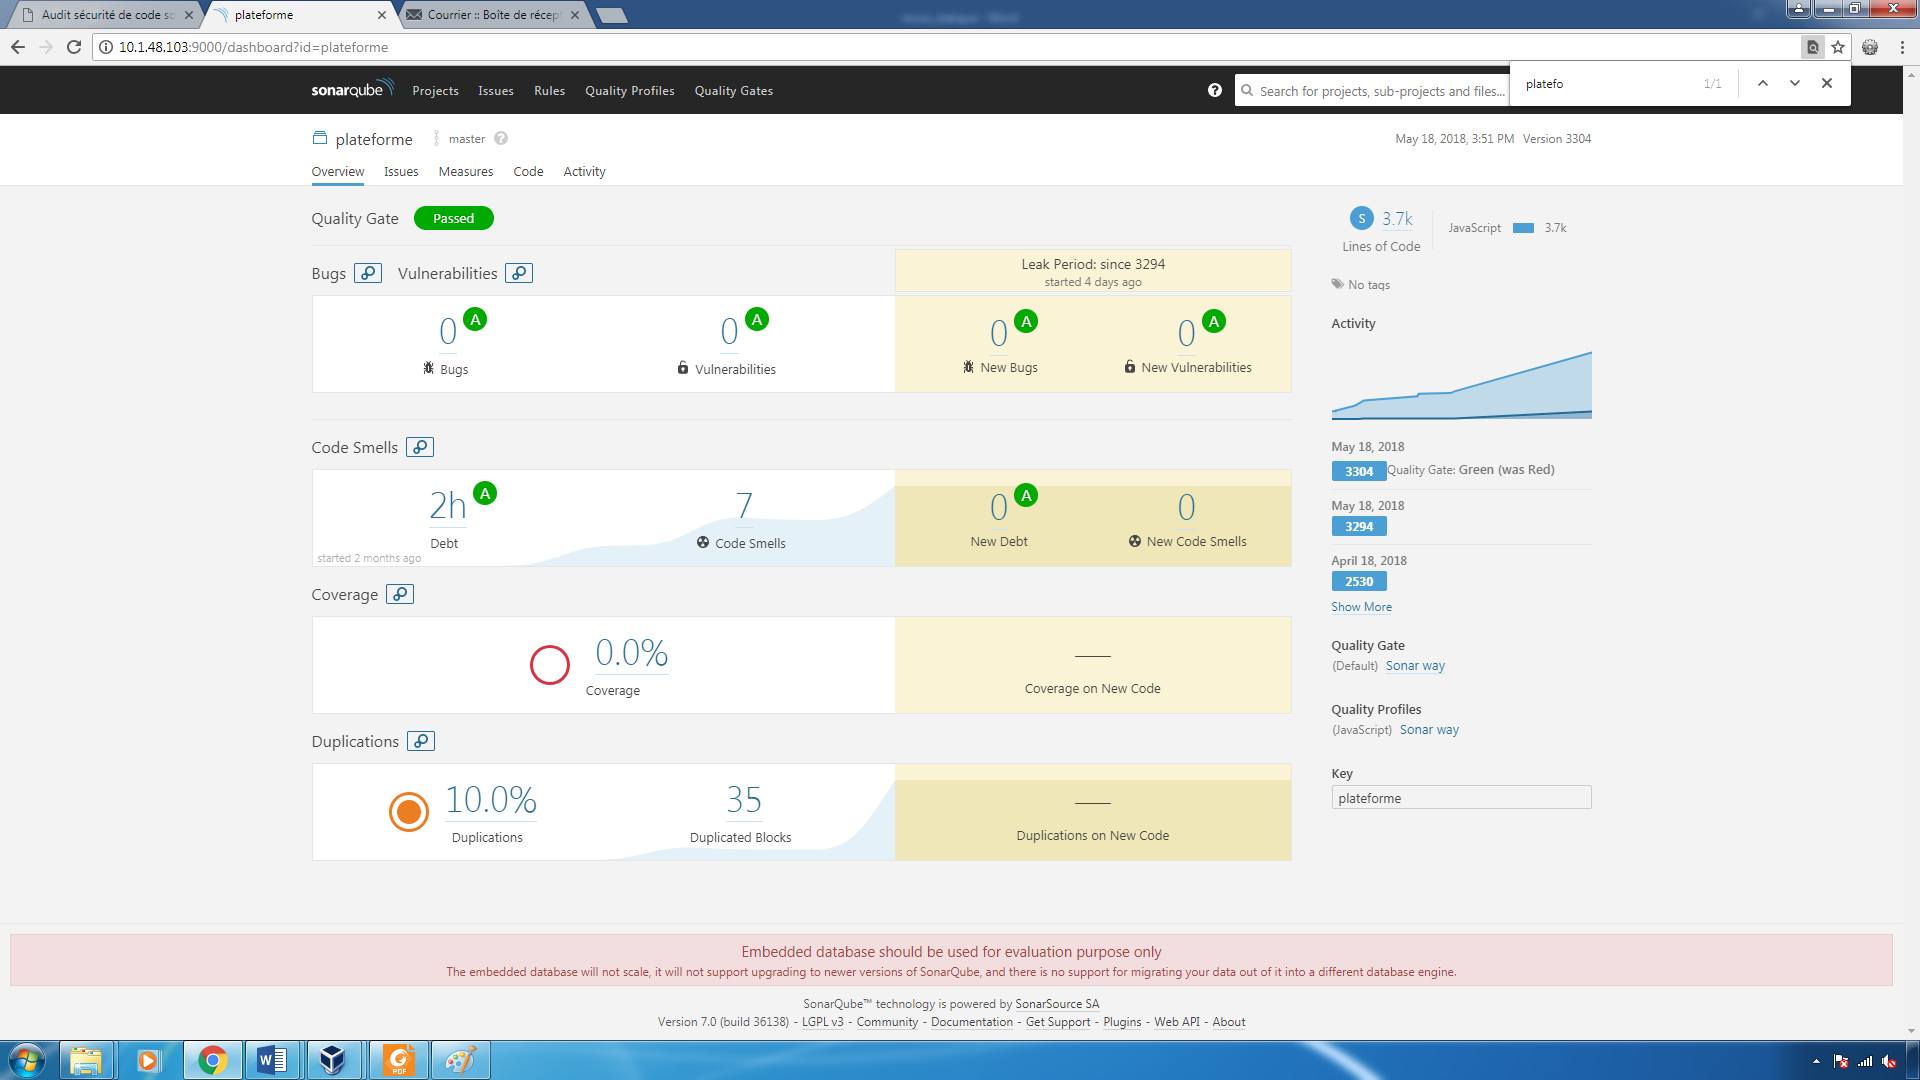 Audit sécurité de code so
plateforme
Courrier :: Boîte de récept
10.1.48.103:9000/dashboard?id=plateforme
platefo
1/1
sonarqube
Projects
Issues
Rules
Quality Profiles
Quality Gates
Search for projects, sub-projects and files...
plateforme
master
May 18, 2018, 3:51 PM Version 3304
Overview
Issues
Measures
Code
Activity
Quality Gate
Passed
Bugs
Vulnerabilities
Leak Period: since 3294
started 4 days ago
0 A
Bugs
0 A
Vulnerabilities
0 A
New Bugs
0 A
New Vulnerabilities
Code Smells
2h A
Debt
started 2 months ago
7
Code Smells
0 A
New Debt
0
New Code Smells
Coverage
0.0%
Coverage
Coverage on New Code
Duplications
10.0%
Duplications
35
Duplicated Blocks
Duplications on New Code
S 3.7k
Lines of Code
JavaScript 3.7k
No tags
Activity
May 18, 2018
3304 Quality Gate: Green (was Red)
May 18, 2018
3294
April 18, 2018
2530
Show More
Quality Gate
(Default) Sonar way
Quality Profiles
(JavaScript) Sonar way
Key
plateforme
Embedded database should be used for evaluation purpose only
The embedded database will not scale, it will not support upgrading to newer versions of SonarQube, and there is no support for migrating your data out of it into a different database engine.
SonarQube™ technology is powered by SonarSource SA
Version 7.0 (build 36138) - LGPL v3 - Community - Documentation - Get Support - Plugins - Web API - About
PDF